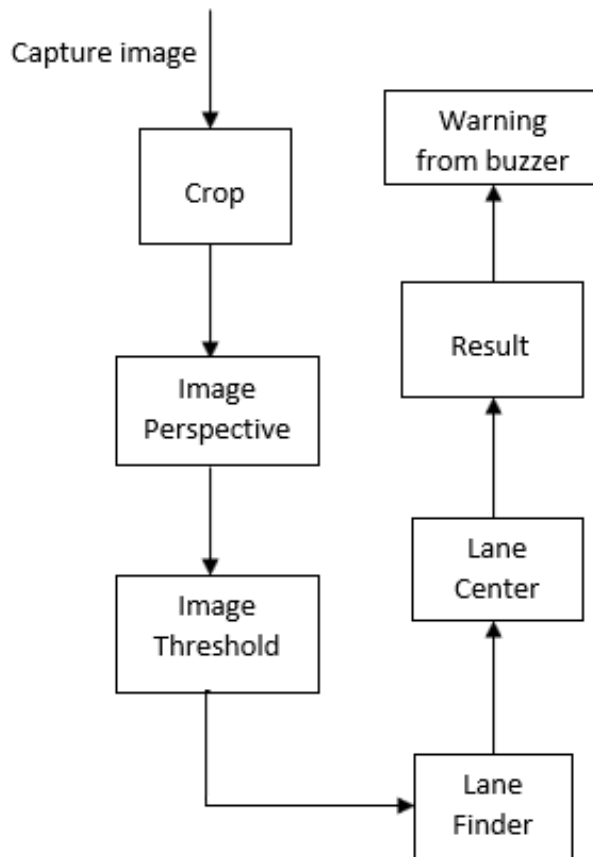 Capture image
Crop
Image
Perspective
Image
Threshold
Lane
Finder
Lane
Center
Result
Warning
from buzzer